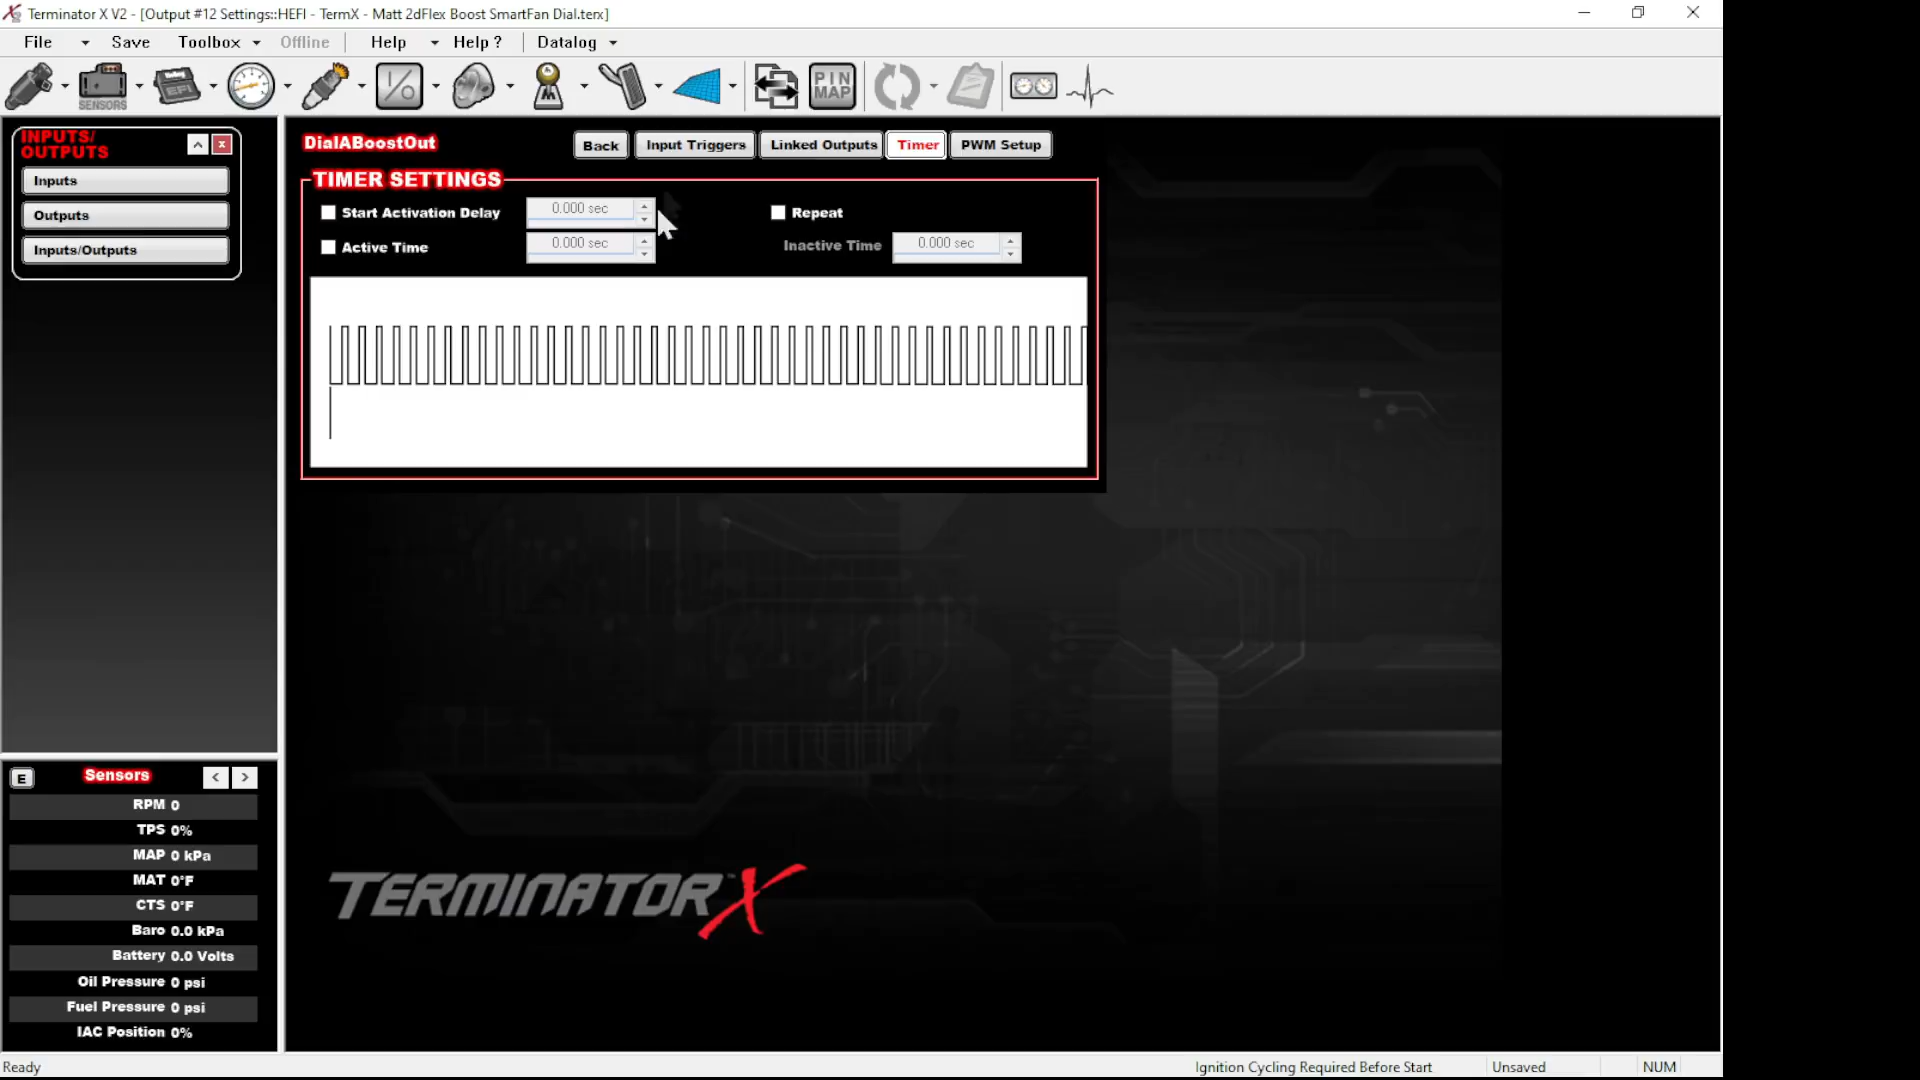 Terminator X V2 - [Output #12 Settings::HEFI - TermX - Matt 2dFlex Boost SmartFan Dial.terx]
File Save Toolbox Offline Help Help ? Datalog
SENSORS Holley EFI I/O PIN MAP
INPUTS/
OUTPUTS
Inputs
Outputs
Inputs/Outputs
DialABoostOut Back Input Triggers Linked Outputs Timer PWM Setup
TIMER SETTINGS
Start Activation Delay 0.000 sec Repeat
Active Time 0.000 sec Inactive Time 0.000 sec
E Sensors < >
RPM 0
TPS 0%
MAP 0 kPa
MAT 0°F
CTS 0°F
Baro 0.0 kPa
Battery 0.0 Volts
Oil Pressure 0 psi
Fuel Pressure 0 psi
IAC Position 0%
TERMINATOR X™
Ready Ignition Cycling Required Before Start Unsaved NUM